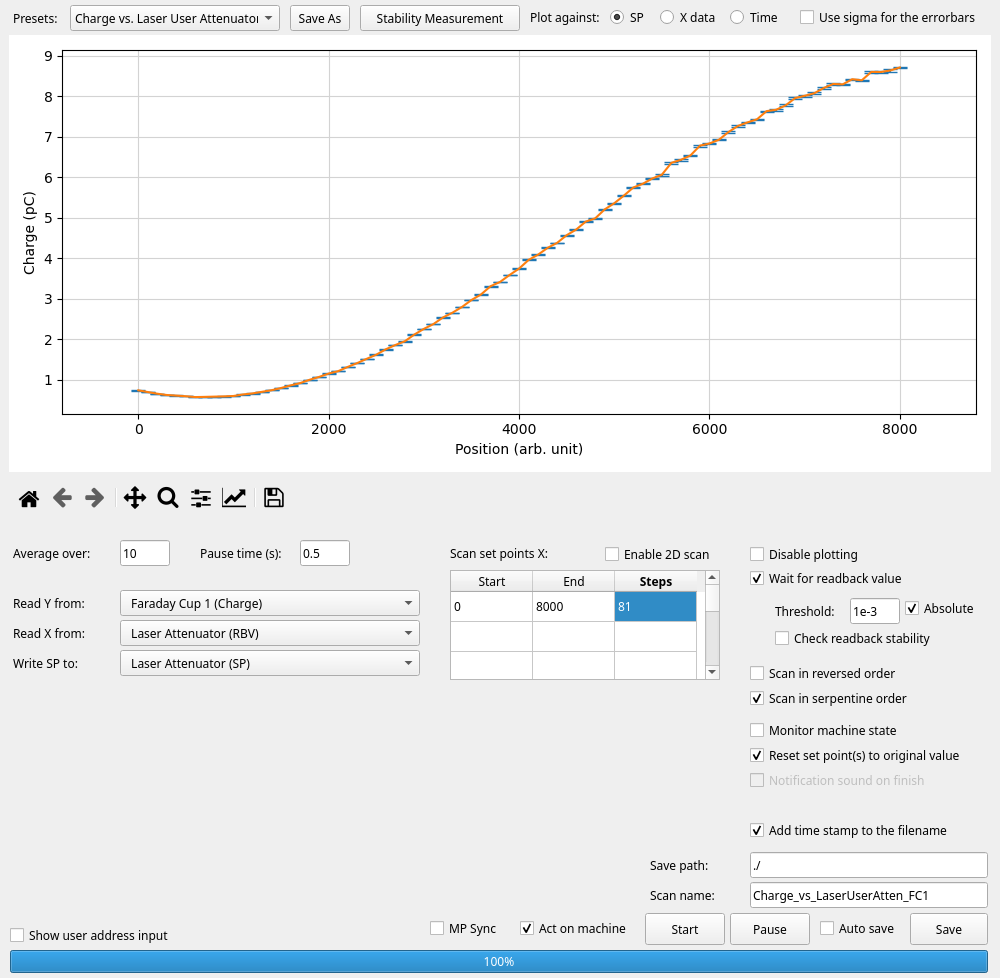 Presets: Charge vs. Laser User Attenuator Save As Stability Measurement Plot against: SP X data Time Use sigma for the errorbars
9
8
7
6
5
4
3
2
1
Charge (pC)
0 2000 4000 6000 8000
Position (arb. unit)
Average over: 10 Pause time (s): 0.5
Read Y from: Faraday Cup 1 (Charge)
Read X from: Laser Attenuator (RBV)
Write SP to: Laser Attenuator (SP)
Scan set points X: Enable 2D scan
Start End Steps
0 8000 81
Disable plotting
Wait for readback value
Threshold: 1e-3 Absolute
Check readback stability
Scan in reversed order
Scan in serpentine order
Monitor machine state
Reset set point(s) to original value
Notification sound on finish
Add time stamp to the filename
Save path: ./
Scan name: Charge_vs_LaserUserAtten_FC1
Show user address input MP Sync Act on machine Start Pause Auto save Save
100%